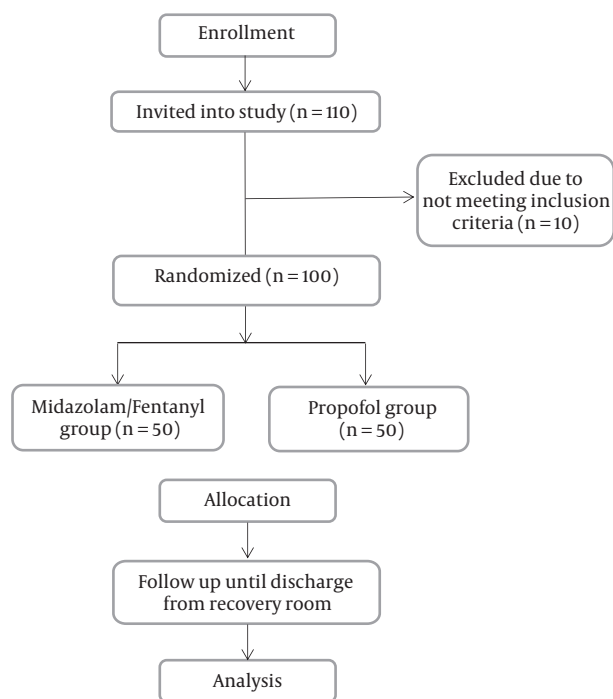 Enrollment
Invited into study (n = 110)
Excluded due to
not meeting inclusion
criteria (n = 10)
Randomized (n = 100)
Midazolam/Fentanyl
group (n = 50)
Propofol group
(n = 50)
Allocation
Follow up until discharge
from recovery room
Analysis